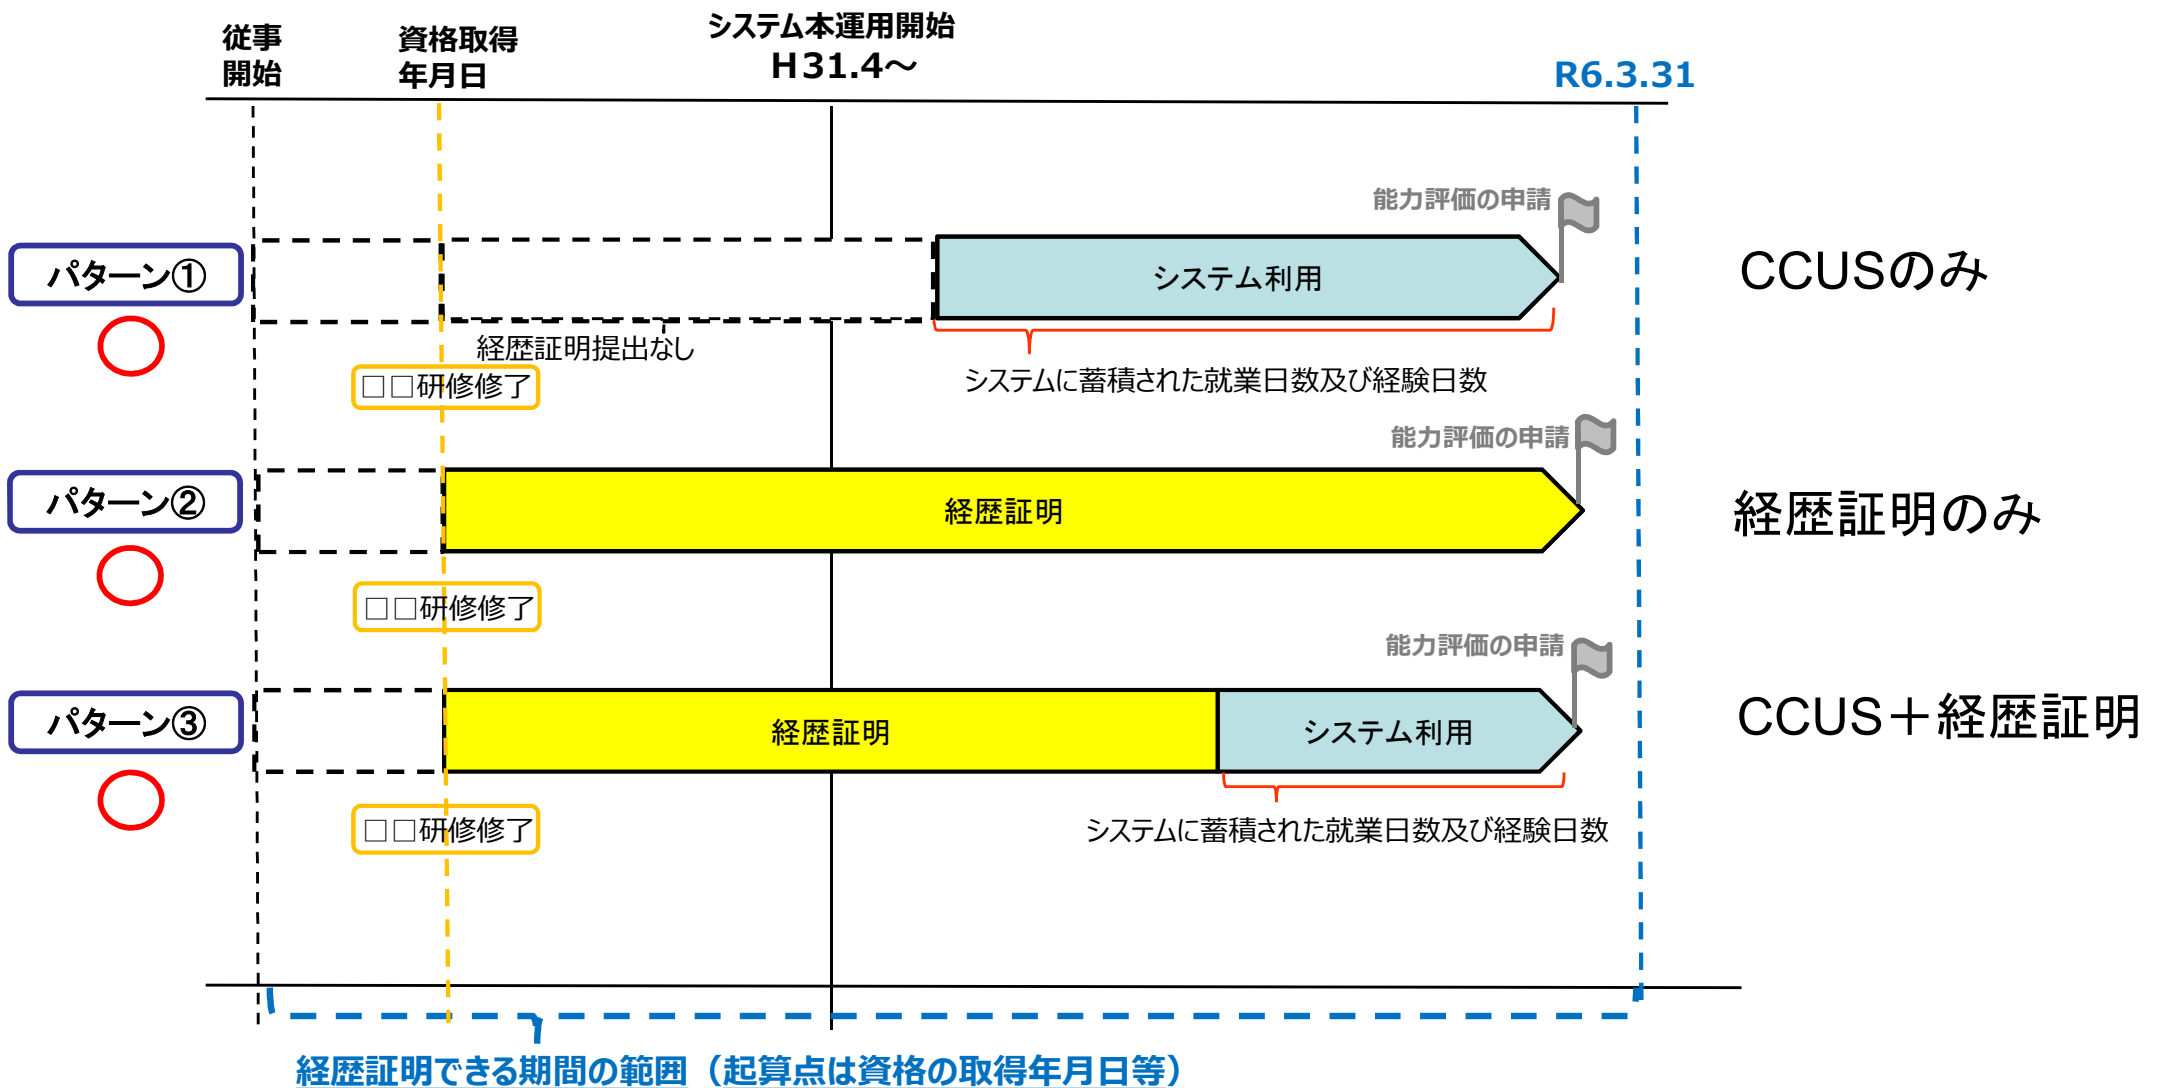 従事
開始
資格取得
年月日
システム本運用開始
H31.4～
R6.3.31
能力評価の申請
パターン①
システム利用
CCUSのみ
経歴証明提出なし
□□研修修了
システムに蓄積された就業日数及び経験日数
能力評価の申請
パターン②
経歴証明
経歴証明のみ
□□研修修了
能力評価の申請
パターン③
経歴証明
システム利用
CCUS＋経歴証明
□□研修修了
システムに蓄積された就業日数及び経験日数
経歴証明できる期間の範囲（起算点は資格の取得年月日等）